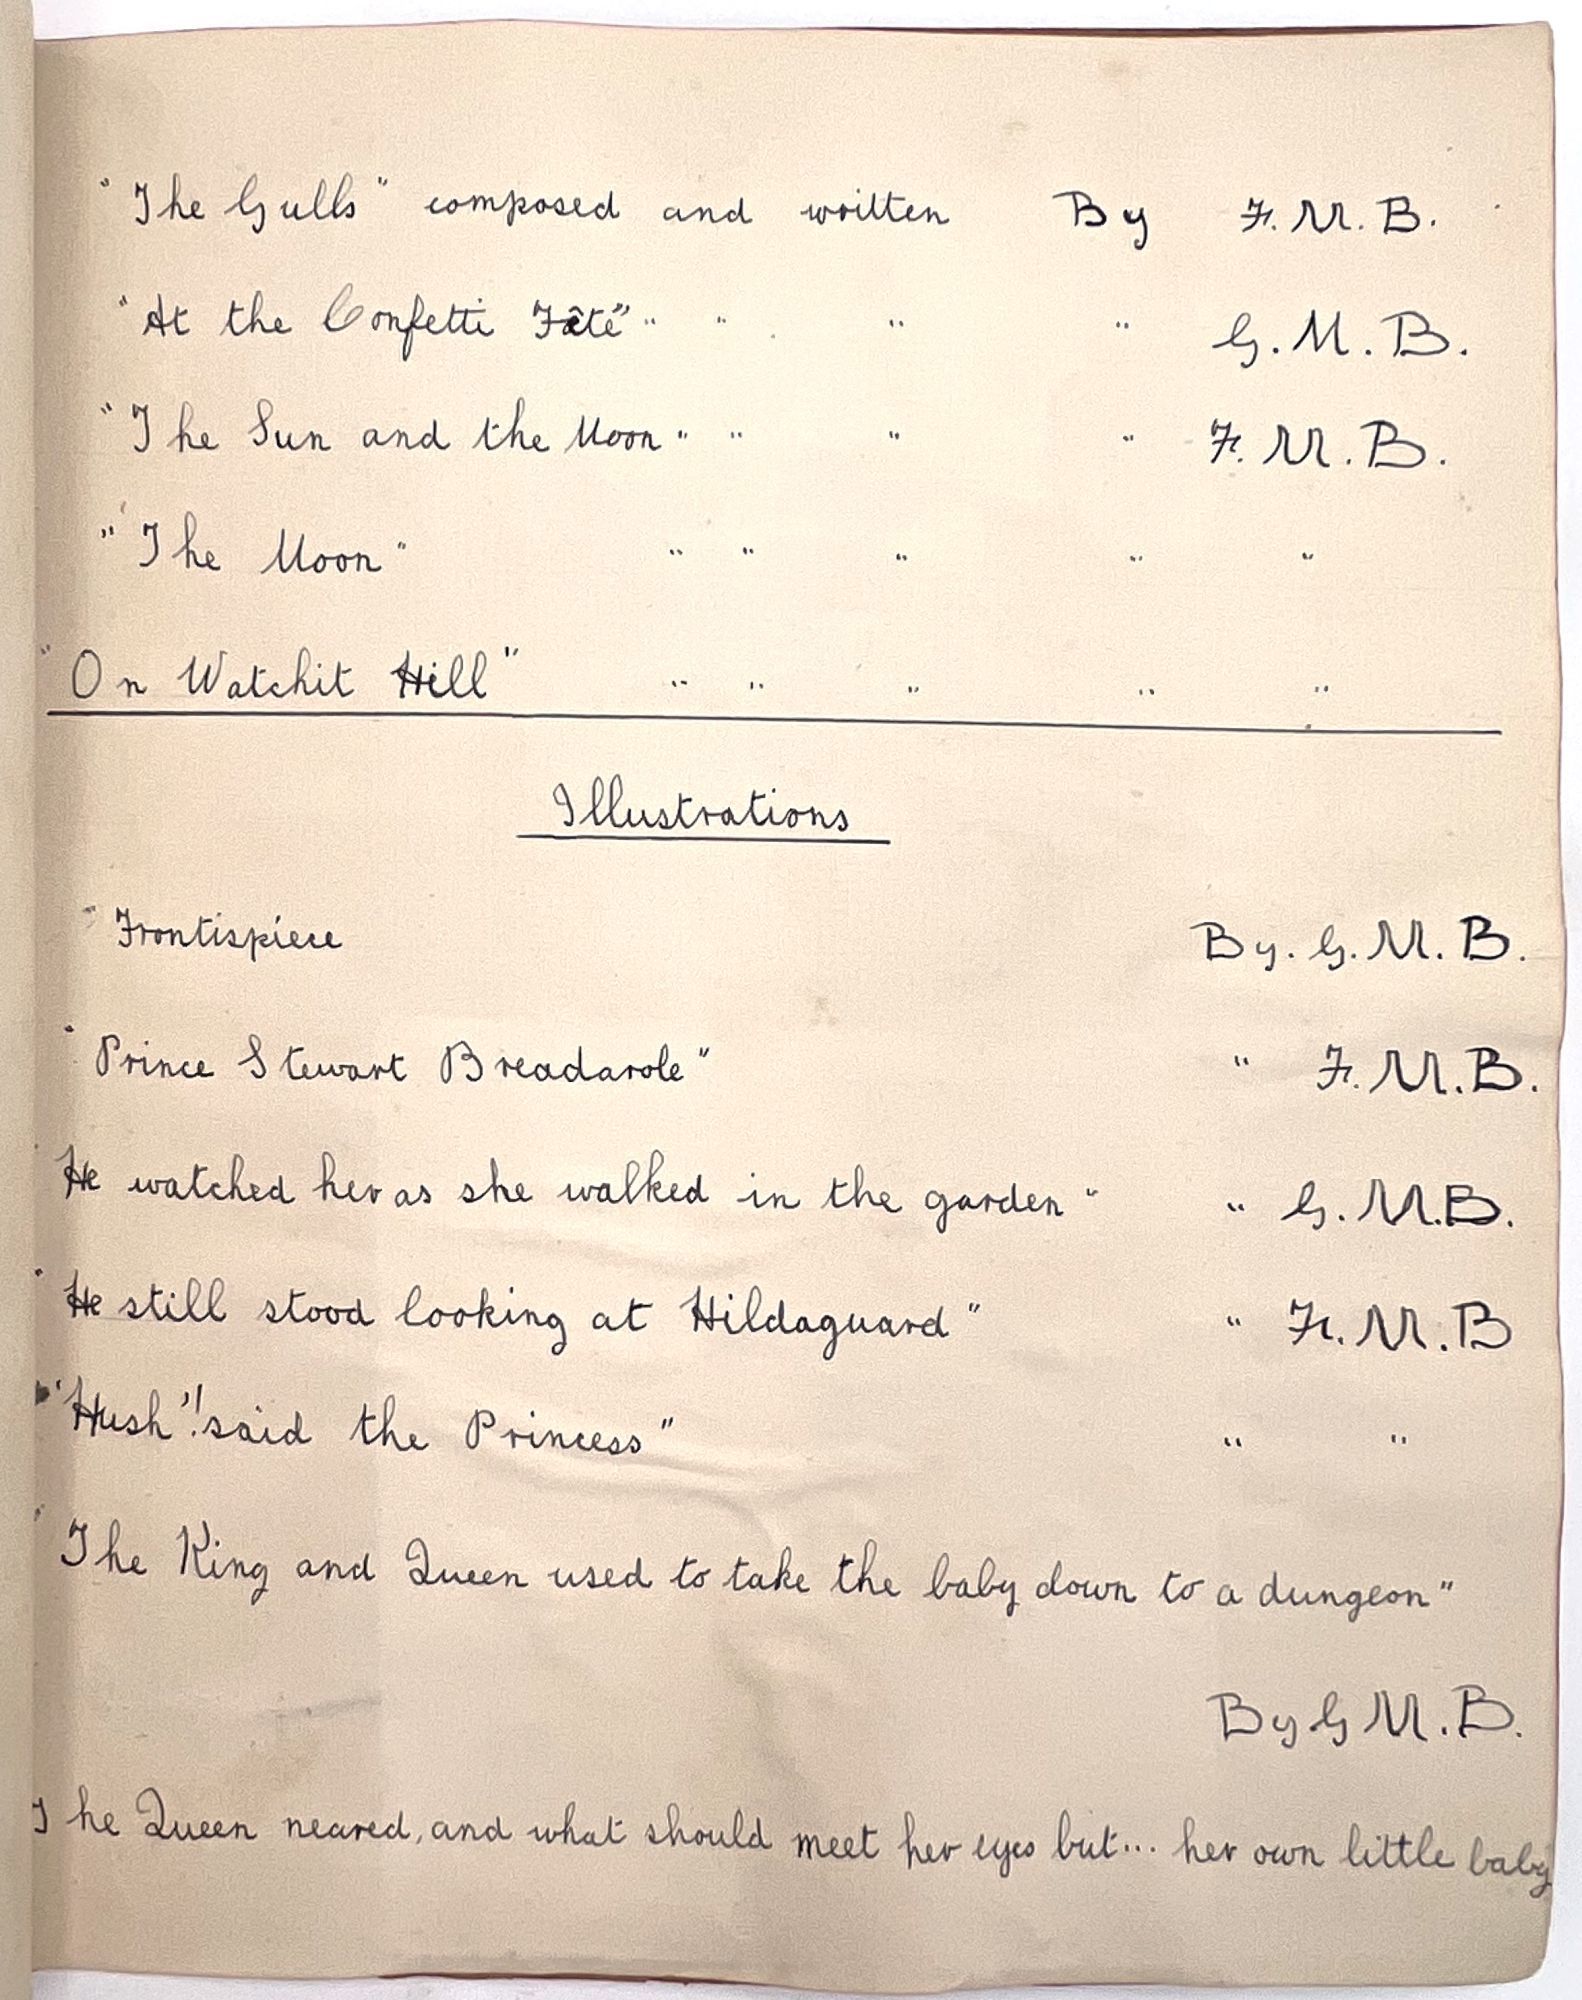 "The Gulls" composed and written By F. M. B.
"At the Confetti Fâté" " " " " G. M. B.
"The Sun and the Moon" " " " F. M. B.
"The Moon" " " " " "
"On Watchit Hill" " " " " "
Illustrations
"Frontispiece By. G. M. B.
"Prince Stewart Breadarole" " F. M. B.
"He watched her as she walked in the garden" " G. M. B.
"He still stood looking at Hildaguard" " F. M. B
"Hush"! said the Princess" " "
"The King and Queen used to take the baby down to a dungeon"
By G M. B.
The Queen neared, and what should meet her eyes but... her own little baby